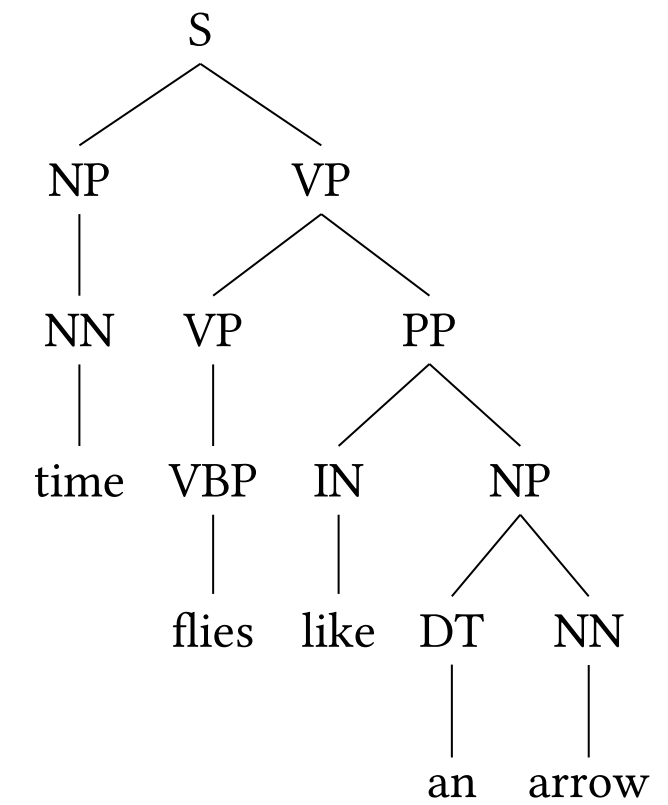 S
NP VP
NN VP PP
time VBP IN NP
flies like DT NN
an arrow